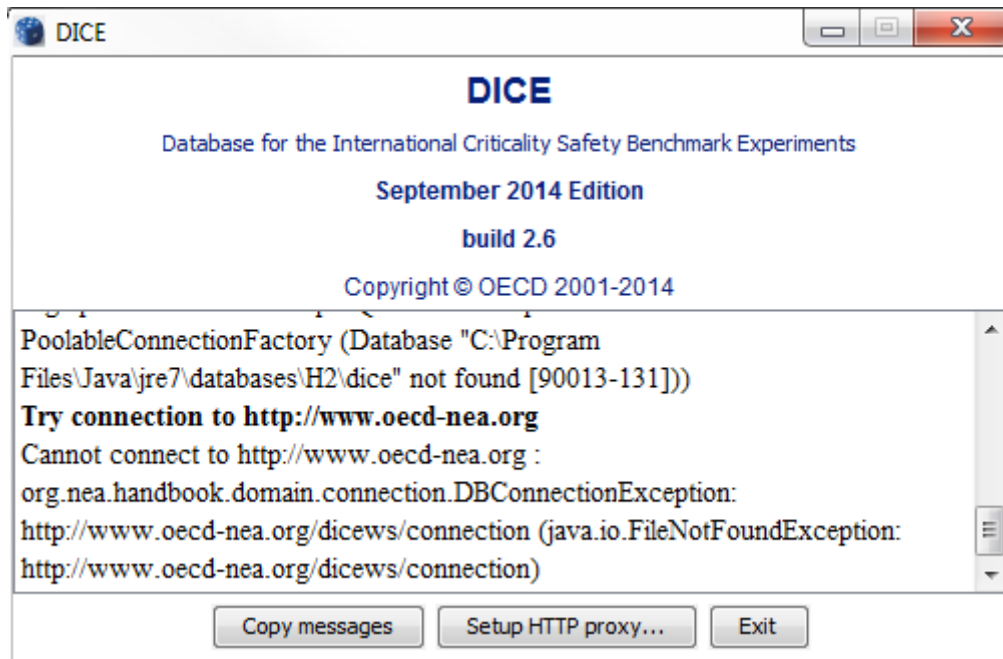 DICE
DICE
Database for the International Criticality Safety Benchmark Experiments
September 2014 Edition
build 2.6
Copyright © OECD 2001-2014
PoolableConnectionFactory (Database "C:\Program
Files\Java\jre7\databases\H2\dice" not found [90013-131]))
Try connection to http://www.oecd-nea.org
Cannot connect to http://www.oecd-nea.org :
org.nea.handbook.domain.connection.DBConnectionException:
http://www.oecd-nea.org/dicews/connection (java.io.FileNotFoundException:
http://www.oecd-nea.org/dicews/connection)
Copy messages
Setup HTTP proxy...
Exit